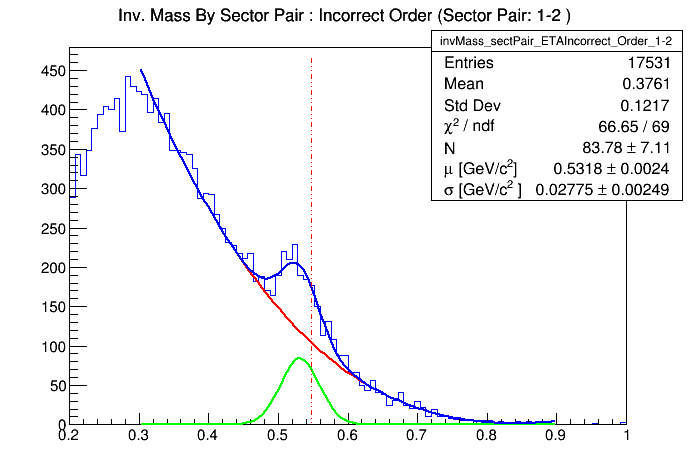 Inv. Mass By Sector Pair : Incorrect Order (Sector Pair: 1-2 )
invMass_sectPair_ETAIncorrect_Order_1-2
Entries 17531
Mean 0.3761
Std Dev 0.1217
χ² / ndf 66.65 / 69
N 83.78 ± 7.11
μ [GeV/c²] 0.5318 ± 0.0024
σ [GeV/c² ] 0.02775 ± 0.00249
450
400
350
300
250
200
150
100
50
0
0.2 0.3 0.4 0.5 0.6 0.7 0.8 0.9 1